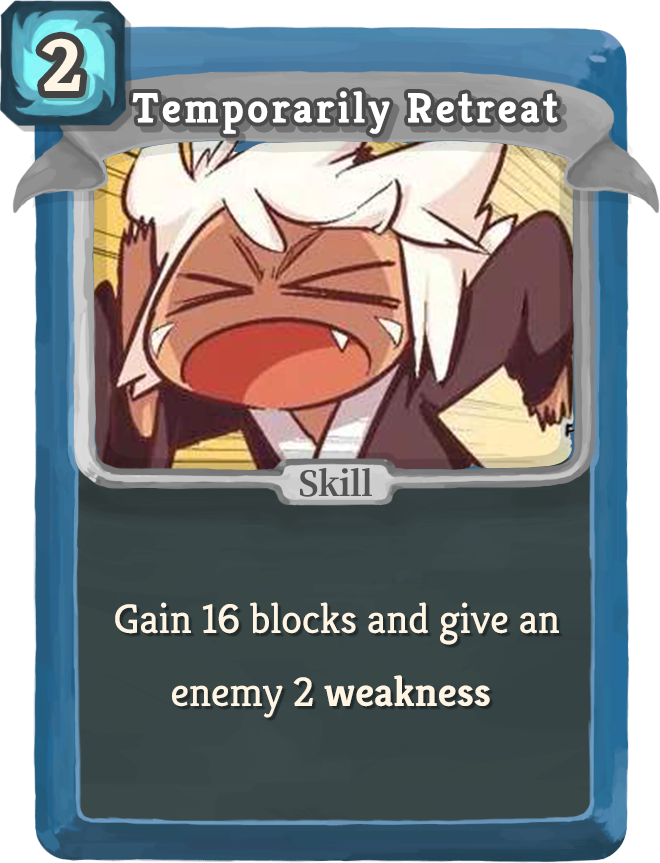 2
Temporarily Retreat
Skill
Gain 16 blocks and give an
enemy 2 weakness